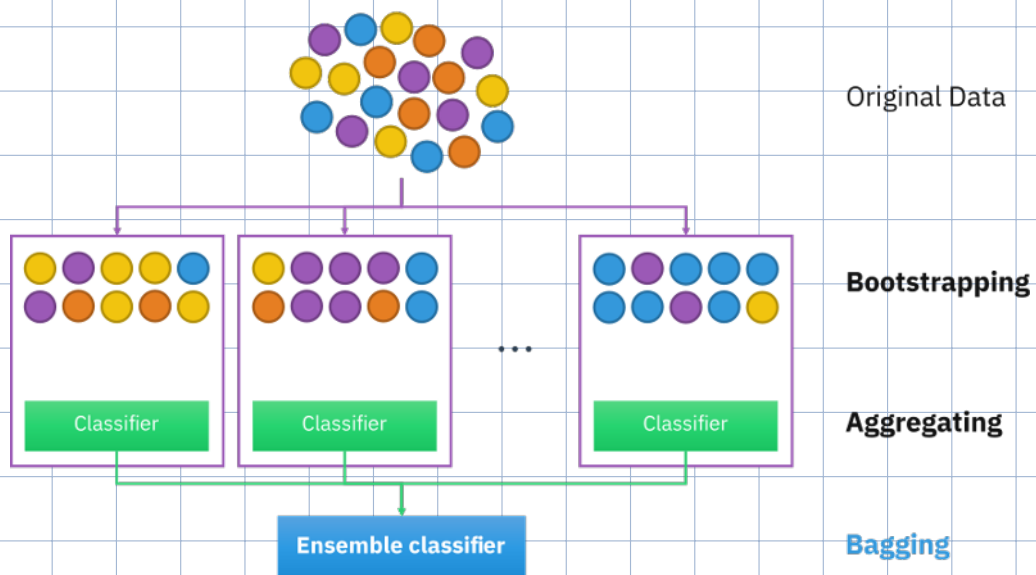 Original Data
Bootstrapping
...
Classifier
Classifier
Classifier
Aggregating
Ensemble classifier
Bagging